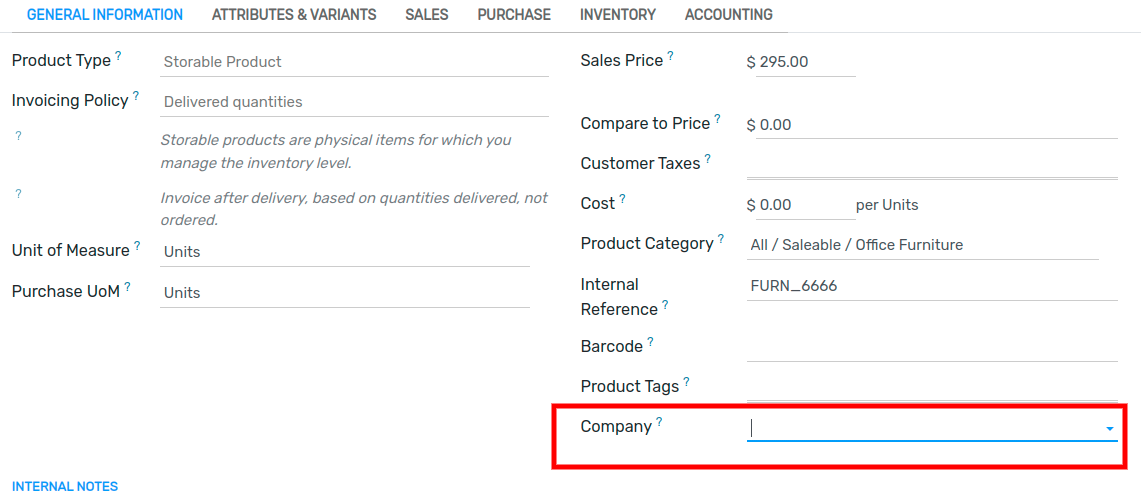 GENERAL INFORMATION ATTRIBUTES & VARIANTS SALES PURCHASE INVENTORY ACCOUNTING
Product Type ? Storable Product
Invoicing Policy ? Delivered quantities
? Storable products are physical items for which you
manage the inventory level.
? Invoice after delivery, based on quantities delivered, not
ordered.
Unit of Measure ? Units
Purchase UoM ? Units
Sales Price ? $ 295.00
Compare to Price ? $ 0.00
Customer Taxes ?
Cost ? $ 0.00 per Units
Product Category ? All / Saleable / Office Furniture
Internal
Reference ? FURN_6666
Barcode ?
Product Tags ?
Company ?
INTERNAL NOTES